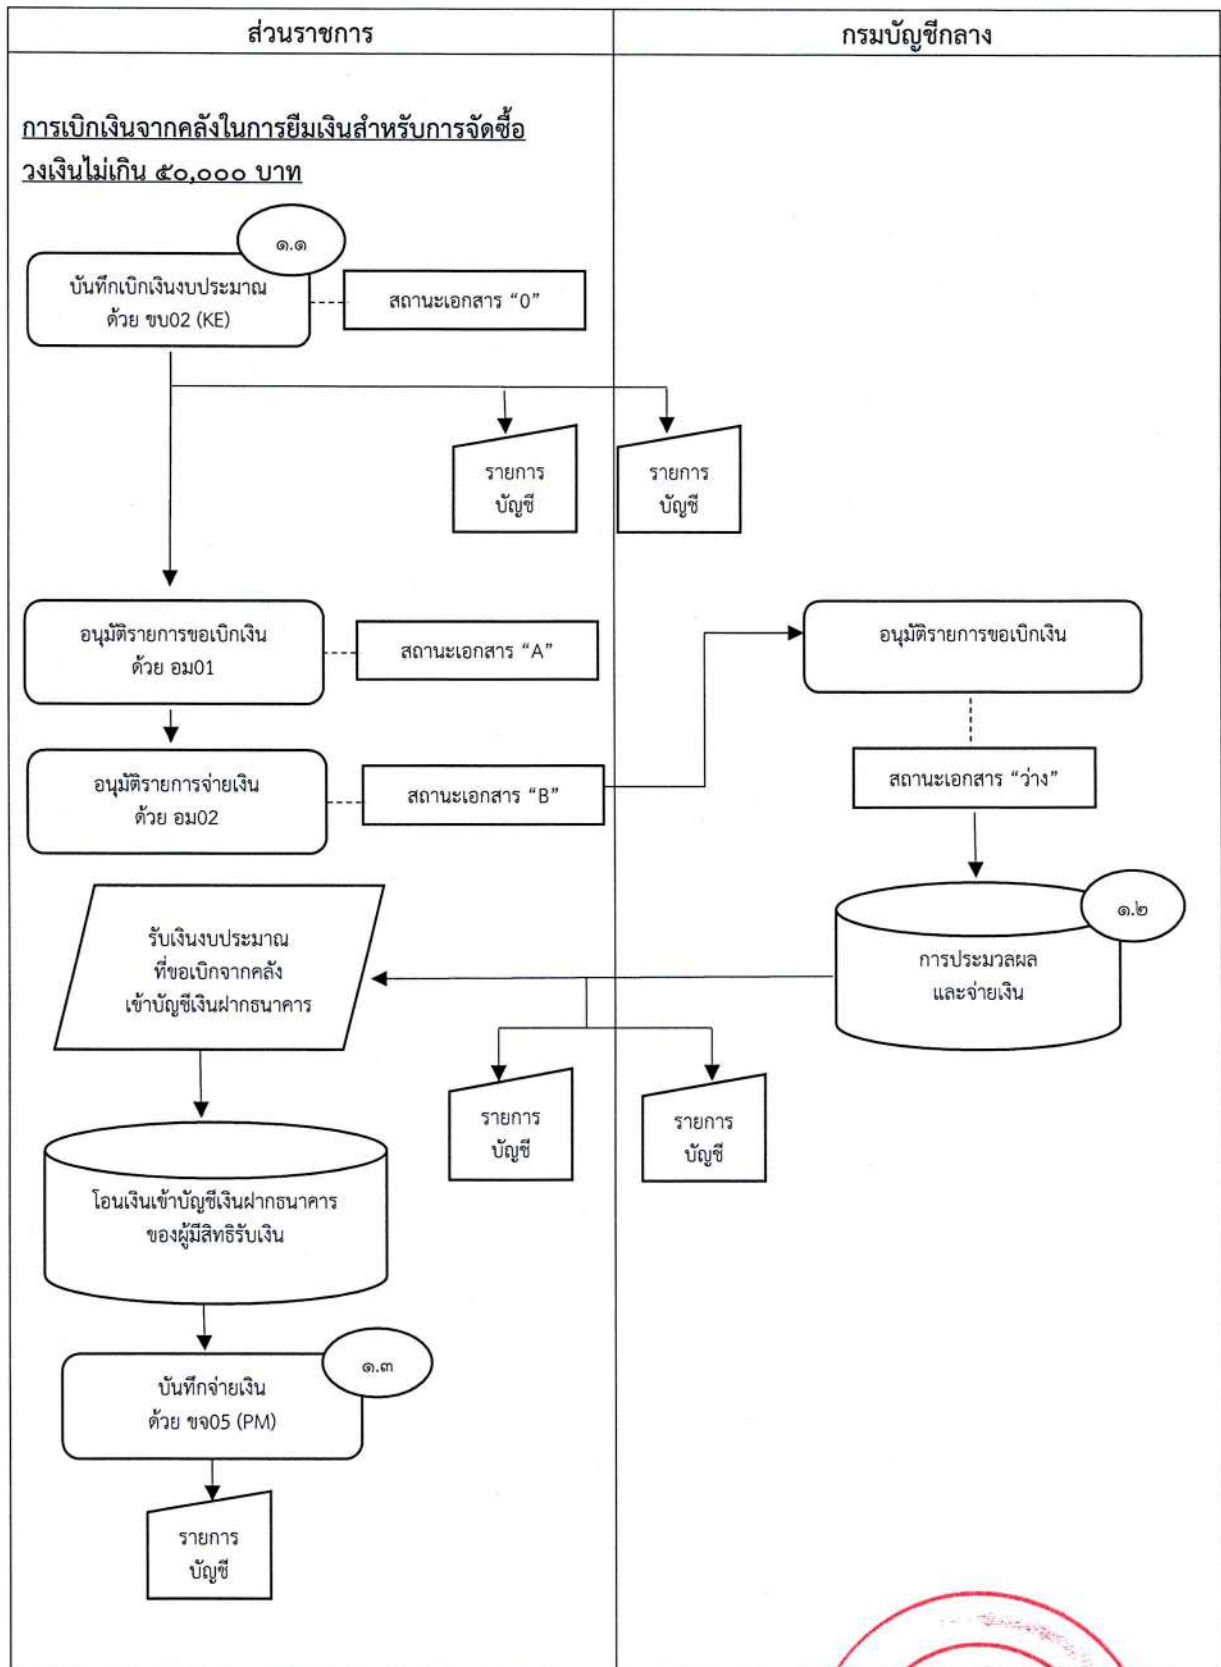 ส่วนราชการ
กรมบัญชีกลาง
การเบิกเงินจากคลังในการยืมเงินสำหรับการจัดซื้อ
วงเงินไม่เกิน ๕๐,๐๐๐ บาท
๑.๑
บันทึกเบิกเงินงบประมาณ
ด้วย ขบ02 (KE)
สถานะเอกสาร “0”
รายการ
บัญชี
รายการ
บัญชี
อนุมัติรายการขอเบิกเงิน
ด้วย อม01
สถานะเอกสาร “A”
อนุมัติรายการขอเบิกเงิน
อนุมัติรายการจ่ายเงิน
ด้วย อม02
สถานะเอกสาร “B”
สถานะเอกสาร “ว่าง”
๑.๒
การประมวลผล
และจ่ายเงิน
รับเงินงบประมาณ
ที่ขอเบิกจากคลัง
เข้าบัญชีเงินฝากธนาคาร
รายการ
บัญชี
รายการ
บัญชี
โอนเงินเข้าบัญชีเงินฝากธนาคาร
ของผู้มีสิทธิรับเงิน
๑.๓
บันทึกจ่ายเงิน
ด้วย ขจ05 (PM)
รายการ
บัญชี